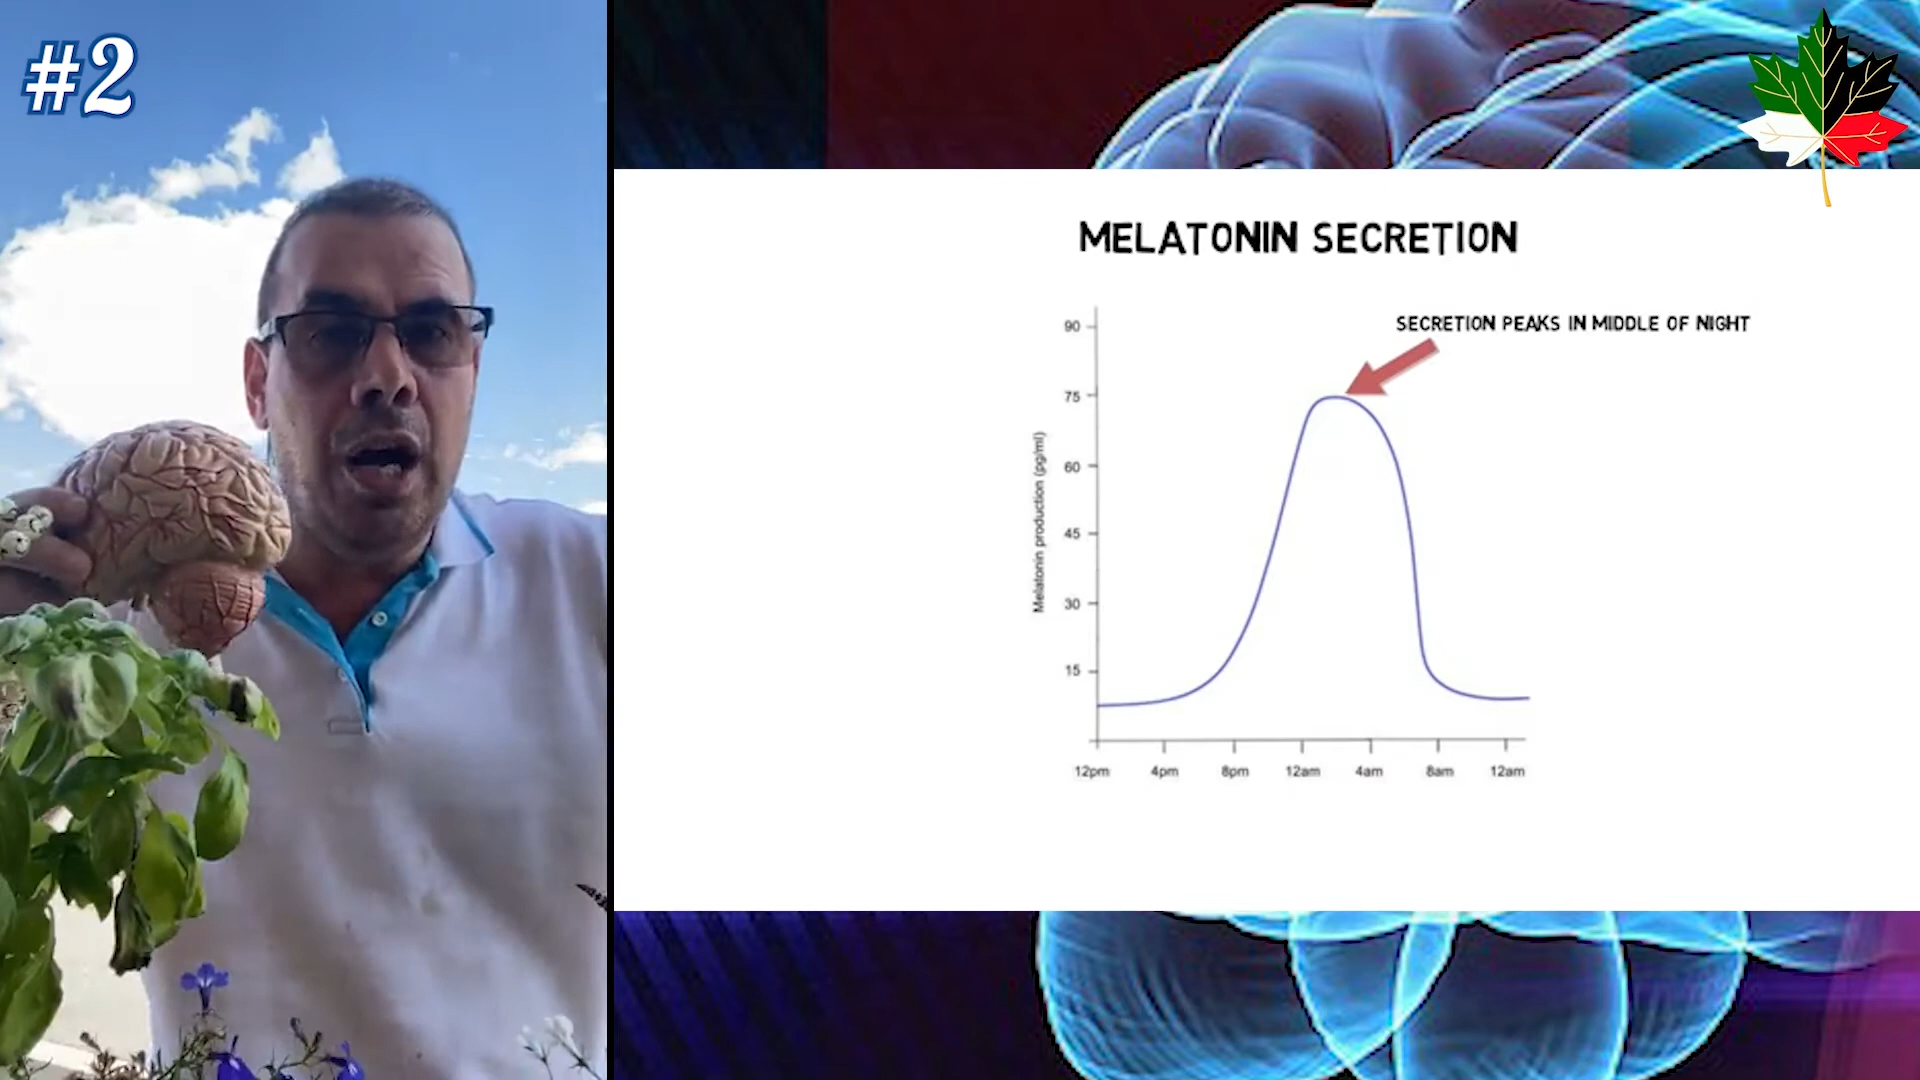 #2
MELATONIN SECRETION
SECRETION PEAKS IN MIDDLE OF NIGHT
90
75
60
45
30
15
Melatonin production (pg/ml)
12pm 4pm 8pm 12am 4am 8am 12am